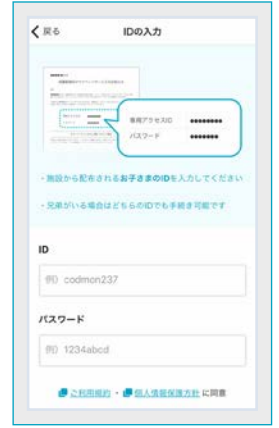 戻る
IDの入力
専用アクセスID ●●●●●●●●
パスワード ●●●●●●●
・施設から配布されるお子さまのIDを入力してください
・兄弟がいる場合はどちらのIDでも手続き可能です
ID
例) codmon237
パスワード
例) 1234abcd
ご利用規約 ・ 個人情報保護方針 に同意